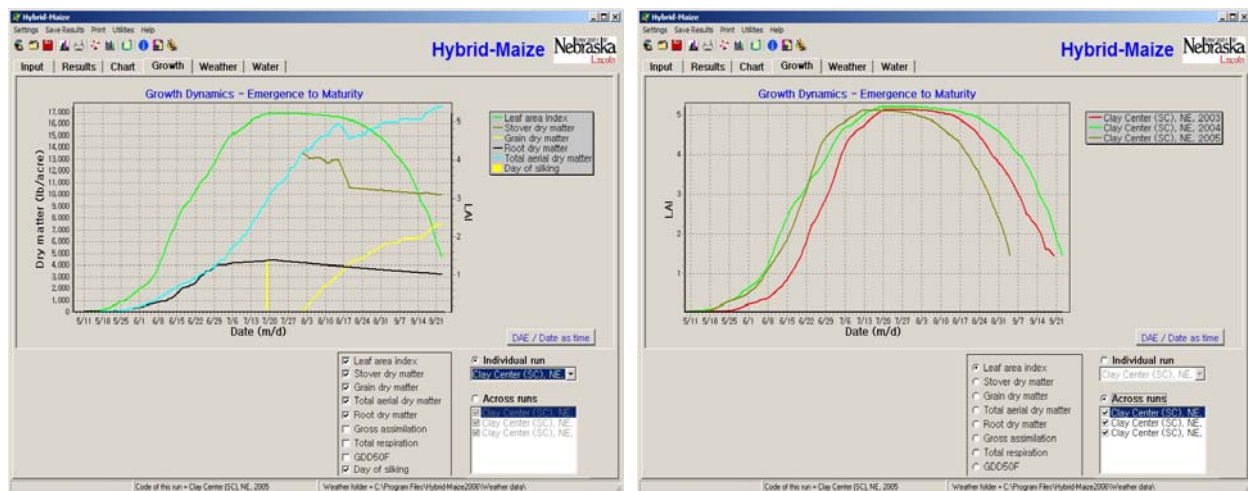 Hybrid-Maize
Settings Save Results Print Utilities Help
Hybrid-Maize
Nebraska
Lincoln
Input Results Chart Growth Weather Water
Growth Dynamics - Emergence to Maturity
17,000
16,000
15,000
14,000
13,000
12,000
11,000
10,000
9,000
8,000
7,000
6,000
5,000
4,000
3,000
2,000
1,000
0
Dry matter (lb/acre)
5
4
3
2
1
LAI
5/11 5/18 5/25 6/1 6/8 6/15 6/22 6/29 7/6 7/13 7/20 7/27 8/3 8/10 8/17 8/24 8/31 9/7 9/14 9/21
Date (m/d)
Leaf area index
Stover dry matter
Grain dry matter
Root dry matter
Total aerial dry matter
Day of silking
DAE / Date as time
Leaf area index
Stover dry matter
Grain dry matter
Total aerial dry matter
Root dry matter
Gross assimilation
Total respiration
GDD50F
Day of silking
Individual run
Clay Center (SC), NE,
Across runs
Clay Center (SC), NE,
Clay Center (SC), NE,
Clay Center (SC), NE,
Code of this run = Clay Center (SC), NE, 2005
Weather folder = C:\Program Files\Hybrid-Maize2006\Weather data\
Hybrid-Maize
Settings Save Results Print Utilities Help
Hybrid-Maize
Nebraska
Lincoln
Input Results Chart Growth Weather Water
Growth Dynamics - Emergence to Maturity
5
4
3
2
1
LAI
5/11 5/18 5/25 6/1 6/8 6/15 6/22 6/29 7/6 7/13 7/20 7/27 8/3 8/10 8/17 8/24 8/31 9/7 9/14 9/21
Date (m/d)
Clay Center (SC), NE, 2003
Clay Center (SC), NE, 2004
Clay Center (SC), NE, 2005
DAE / Date as time
Leaf area index
Stover dry matter
Grain dry matter
Total aerial dry matter
Root dry matter
Gross assimilation
Total respiration
GDD50F
Individual run
Clay Center (SC), NE,
Across runs
Clay Center (SC), NE,
Clay Center (SC), NE,
Clay Center (SC), NE,
Code of this run = Clay Center (SC), NE, 2005
Weather folder = C:\Program Files\Hybrid-Maize2006\Weather data\